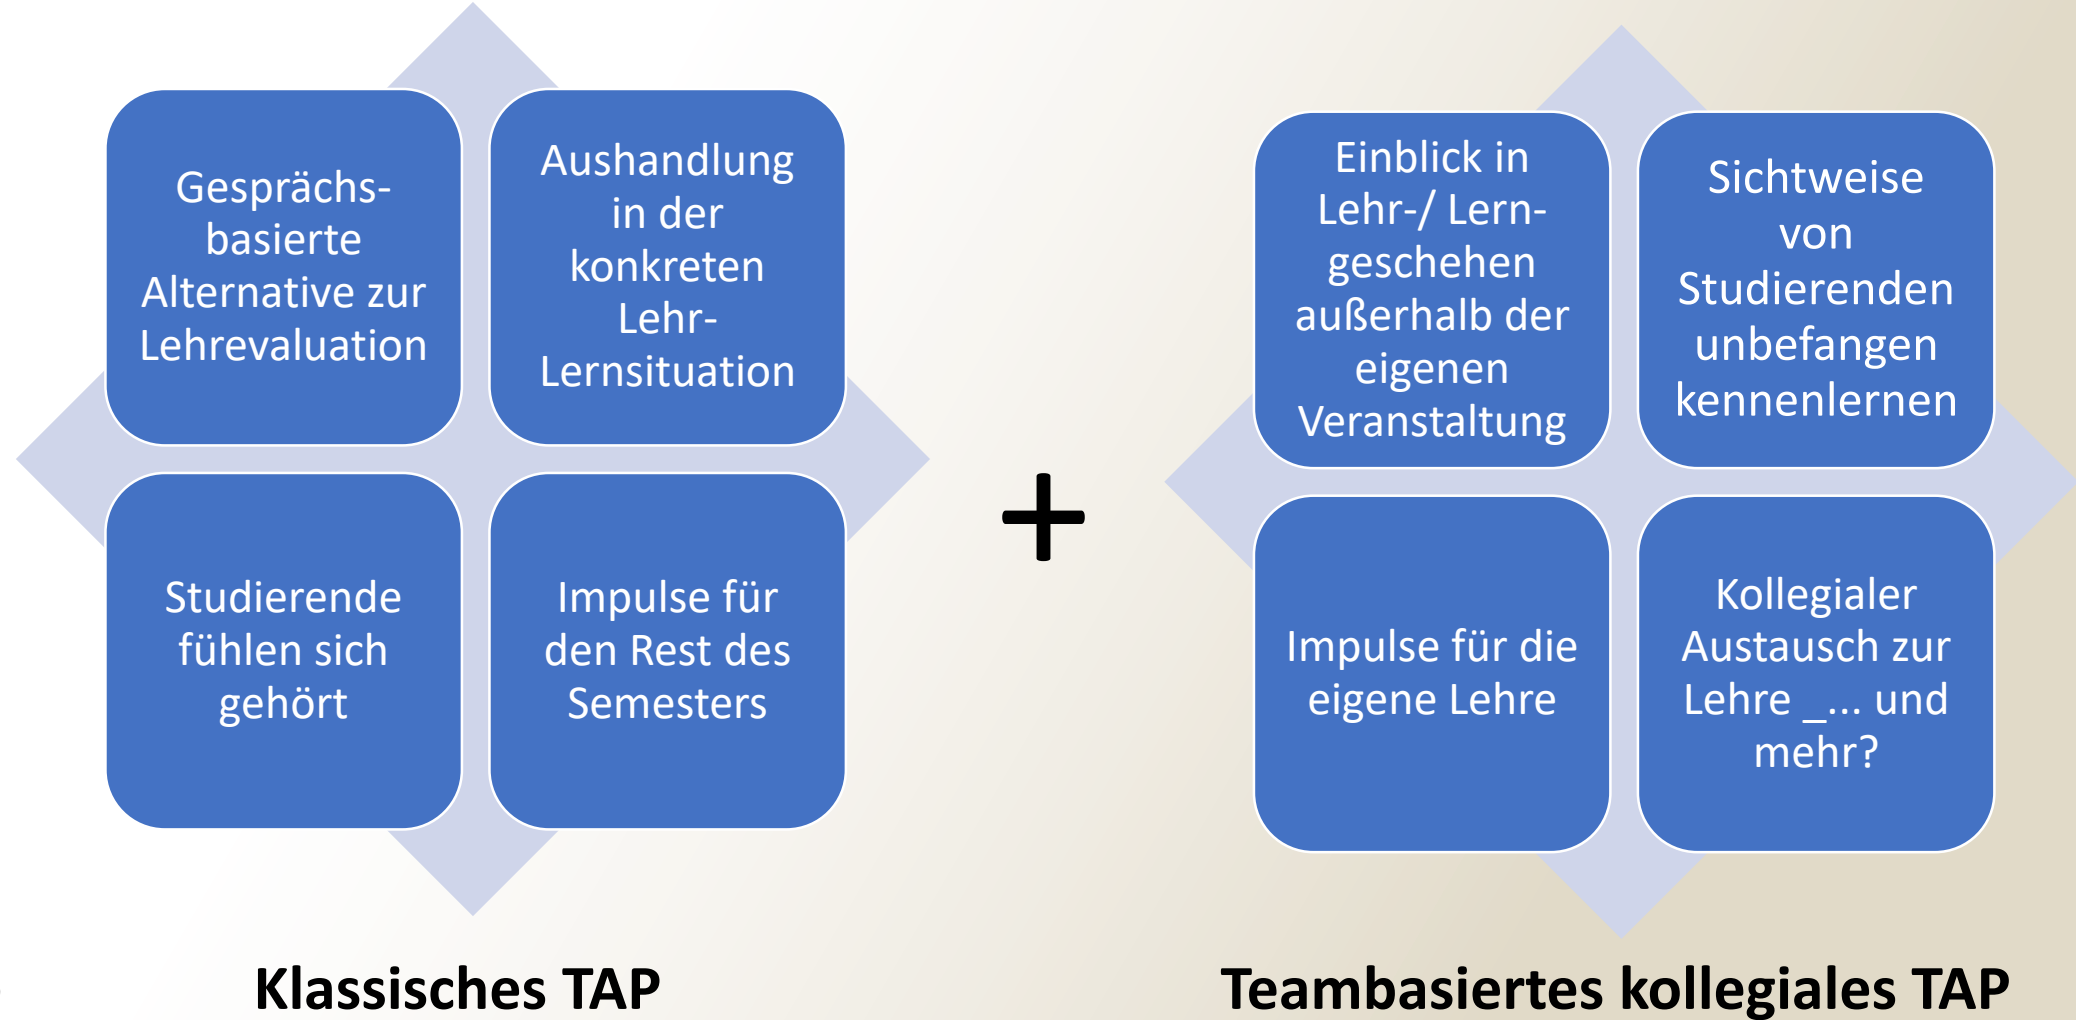 Gesprächs-
basierte
Alternative zur
Lehrevaluation
Aushandlung
in der
konkreten
Lehr-
Lernsituation
Studierende
fühlen sich
gehört
Impulse für
den Rest des
Semesters
Klassisches TAP
+
Einblick in
Lehr-/ Lern-
geschehen
außerhalb der
eigenen
Veranstaltung
Sichtweise
von
Studierenden
unbefangen
kennenlernen
Impulse für die
eigene Lehre
Kollegialer
Austausch zur
Lehre _... und
mehr?
Teambasiertes kollegiales TAP